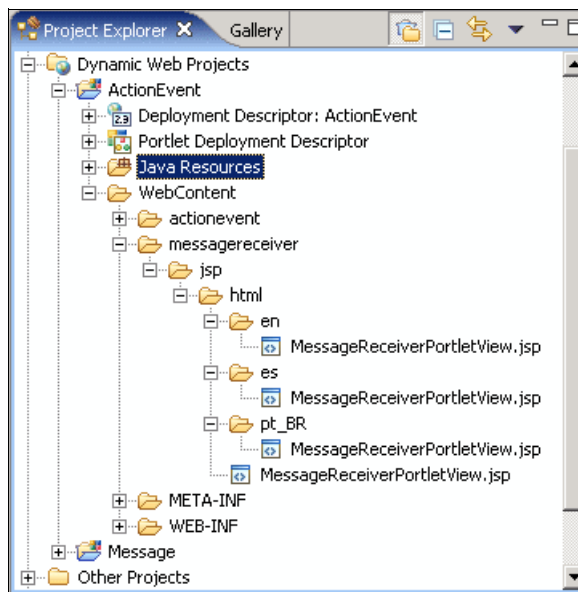 Project Explorer Gallery
Dynamic Web Projects
ActionEvent
2.3 Deployment Descriptor: ActionEvent
Portlet Deployment Descriptor
Java Resources
WebContent
actionevent
messagereceiver
jsp
html
en
MessageReceiverPortletView.jsp
es
MessageReceiverPortletView.jsp
pt_BR
MessageReceiverPortletView.jsp
MessageReceiverPortletView.jsp
META-INF
WEB-INF
Message
Other Projects